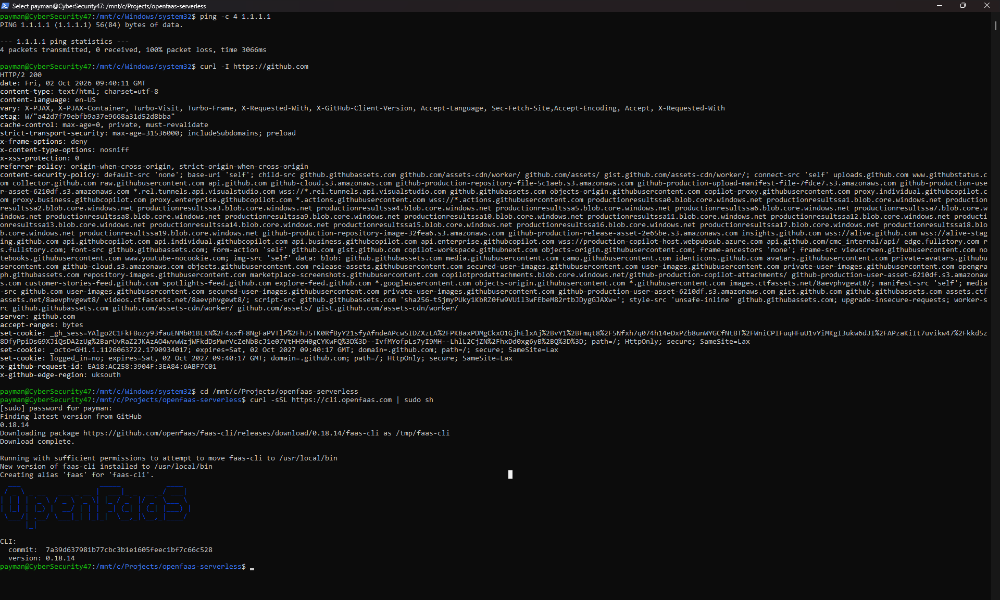 Select payman@CyberSecurity47: /mnt/c/Projects/openfaas-serverless
payman@CyberSecurity47:/mnt/c/Windows/system32$ ping -c 4 1.1.1.1
PING 1.1.1.1 (1.1.1.1) 56(84) bytes of data.
--- 1.1.1.1 ping statistics ---
4 packets transmitted, 0 received, 100% packet loss, time 3066ms
payman@CyberSecurity47:/mnt/c/Windows/system32$ curl -I https://github.com
HTTP/2 200
date: Fri, 02 Oct 2026 09:40:11 GMT
content-type: text/html; charset=utf-8
content-language: en-US
vary: X-PJAX, X-PJAX-Container, Turbo-Visit, Turbo-Frame, X-Requested-With, X-GitHub-Client-Version, Accept-Language, Sec-Fetch-Site,Accept-Encoding, Accept, X-Requested-With
etag: W/"a42d7f79ebfb9a37e9668a31d52d8bba"
cache-control: max-age=0, private, must-revalidate
strict-transport-security: max-age=31536000; includeSubdomains; preload
x-frame-options: deny
x-content-type-options: nosniff
x-xss-protection: 0
referrer-policy: origin-when-cross-origin, strict-origin-when-cross-origin
content-security-policy: default-src 'none'; base-uri 'self'; child-src github.githubassets.com github.com/assets-cdn/worker/ github.com/assets/ gist.github.com/assets-cdn/worker/; connect-src 'self' uploads.github.com www.githubstatus.c
om collector.github.com raw.githubusercontent.com api.github.com github-cloud.s3.amazonaws.com github-production-repository-file-5c1aeb.s3.amazonaws.com github-production-upload-manifest-file-7fdce7.s3.amazonaws.com github-production-use
r-asset-6210df.s3.amazonaws.com *.rel.tunnels.api.visualstudio.com wss://*.rel.tunnels.api.visualstudio.com github.githubassets.com objects-origin.githubusercontent.com copilot-proxy.githubusercontent.com proxy.individual.githubcopilot.c
om proxy.business.githubcopilot.com proxy.enterprise.githubcopilot.com *.actions.githubusercontent.com wss://*.actions.githubusercontent.com productionresultssa0.blob.core.windows.net productionresultssa1.blob.core.windows.net production
resultssa2.blob.core.windows.net productionresultssa3.blob.core.windows.net productionresultssa4.blob.core.windows.net productionresultssa5.blob.core.windows.net productionresultssa6.blob.core.windows.net productionresultssa7.blob.core.w
indows.net productionresultssa8.blob.core.windows.net productionresultssa9.blob.core.windows.net productionresultssa10.blob.core.windows.net productionresultssa11.blob.core.windows.net productionresultssa12.blob.core.windows.net producti
onresultssa13.blob.core.windows.net productionresultssa14.blob.core.windows.net productionresultssa15.blob.core.windows.net productionresultssa16.blob.core.windows.net productionresultssa17.blob.core.windows.net productionresultssa18.blo
b.core.windows.net productionresultssa19.blob.core.windows.net github-production-repository-image-32fea6.s3.amazonaws.com github-production-release-asset-2e65be.s3.amazonaws.com insights.github.com wss://alive.github.com wss://alive-stag
ing.github.com api.githubcopilot.com api.individual.githubcopilot.com api.business.githubcopilot.com api.enterprise.githubcopilot.com wss://production-copilot-host.webpubsub.azure.com api.github.com/cmc_internal/api/ edge.fullstory.com r
s.fullstory.com; font-src github.githubassets.com; form-action 'self' github.com gist.github.com copilot-workspace.githubnext.com objects-origin.githubusercontent.com; frame-ancestors 'none'; frame-src viewscreen.githubusercontent.com no
tebooks.githubusercontent.com www.youtube-nocookie.com; img-src 'self' data: blob: github.githubassets.com media.githubusercontent.com camo.githubusercontent.com identicons.github.com avatars.githubusercontent.com private-avatars.githubu
sercontent.com github-cloud.s3.amazonaws.com objects.githubusercontent.com release-assets.githubusercontent.com secured-user-images.githubusercontent.com user-images.githubusercontent.com private-user-images.githubusercontent.com opengra
ph.githubassets.com repository-images.githubusercontent.com marketplace-screenshots.githubusercontent.com copilotprodattachments.blob.core.windows.net/github-production-copilot-attachments/ github-production-user-asset-6210df.s3.amazonaw
s.com customer-stories-feed.github.com spotlights-feed.github.com explore-feed.github.com *.googleusercontent.com objects-origin.githubusercontent.com *.githubusercontent.com images.ctfassets.net/8aevphvgewt8/; manifest-src 'self'; media
-src github.com user-images.githubusercontent.com secured-user-images.githubusercontent.com private-user-images.githubusercontent.com github-production-user-asset-6210df.s3.amazonaws.com gist.github.com github.githubassets.com assets.ctf
assets.net/8aevphvgewt8/ videos.ctfassets.net/8aevphvgewt8/; script-src github.githubassets.com 'sha256-tSjmyPUky1KbRZ0fw9VUil3wFEbeM82rtbJDygGJAXw='; style-src 'unsafe-inline' github.githubassets.com; upgrade-insecure-requests; worker-s
rc github.githubassets.com github.com/assets-cdn/worker/ github.com/assets/ gist.github.com/assets-cdn/worker/
server: github.com
accept-ranges: bytes
set-cookie: _gh_sess=YAlgo2C1FkFBozy93fauENMb01BLKN%2F4xxfF8NgFaPVTlP%2FhJ5TK0RfByY21sfyAfndeAPcwSIDZXzLA%2FPK8axPDMgCkxO1GjhElxAj%2BvY1%2BFmqt8%2F5Nfxh7q074h14eDxPZb8unWYGCfNtBT%2FWniCPIFuqHFuU1vYiMKgI3ukw6dJI%2FAPzaKiIt7uvikw47%2Fkkd5z
8DfyPpiDsG9XJiQsDA2zUg%2BarUvRaZ2JKAzAO4wvwWzjWFkdDsMwrVcZeNbBcJ1e07VtHH9H0gCYKwFQ%3D%3D--IvfMYofpLs7yI9MH--LhlL2CjZN%2FhxDd0xg6yB%2BQ%3D%3D; path=/; HttpOnly; secure; SameSite=Lax
set-cookie: _octo=GH1.1.1126063722.1790934017; expires=Sat, 02 Oct 2027 09:40:17 GMT; domain=.github.com; path=/; secure; SameSite=Lax
set-cookie: logged_in=no; expires=Sat, 02 Oct 2027 09:40:17 GMT; domain=.github.com; path=/; HttpOnly; secure; SameSite=Lax
x-github-request-id: EA18:AC258:3904F:3EA84:6ABF7C01
x-github-edge-region: uksouth
payman@CyberSecurity47:/mnt/c/Windows/system32$ cd /mnt/c/Projects/openfaas-serverless
payman@CyberSecurity47:/mnt/c/Projects/openfaas-serverless$ curl -sSL https://cli.openfaas.com | sudo sh
[sudo] password for payman:
Finding latest version from GitHub
0.18.14
Downloading package https://github.com/openfaas/faas-cli/releases/download/0.18.14/faas-cli as /tmp/faas-cli
Download complete.
Running with sufficient permissions to attempt to move faas-cli to /usr/local/bin
New version of faas-cli installed to /usr/local/bin
Creating alias 'faas' for 'faas-cli'.
OpenFaaS
CLI:
commit:  7a39d637981b77cbc3b1e1605feec1bf7c66c528
version: 0.18.14
payman@CyberSecurity47:/mnt/c/Projects/openfaas-serverless$